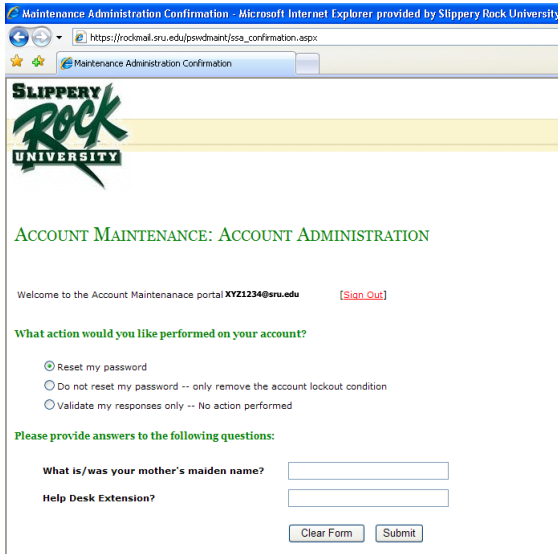 Maintenance Administration Confirmation - Microsoft Internet Explorer provided by Slippery Rock University
https://rockmail.sru.edu/pswdmaint/ssa_confirmation.aspx
Maintenance Administration Confirmation
SLIPPERY
ROCK
UNIVERSITY
ACCOUNT MAINTENANCE: ACCOUNT ADMINISTRATION
Welcome to the Account Maintenanace portal XYZ1234@sru.edu [Sign Out]
What action would you like performed on your account?
Reset my password
Do not reset my password -- only remove the account lockout condition
Validate my responses only -- No action performed
Please provide answers to the following questions:
What is/was your mother's maiden name?
Help Desk Extension?
Clear Form Submit